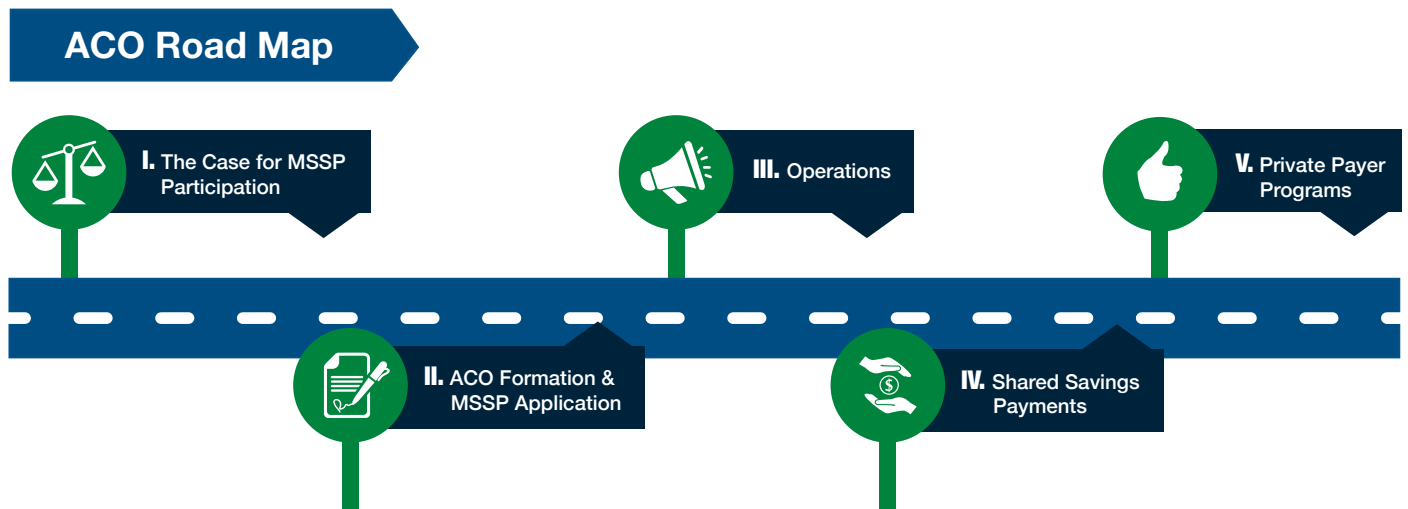 ACO Road Map
I. The Case for MSSP
Participation
II. ACO Formation &
MSSP Application
III. Operations
$
IV. Shared Savings
Payments
V. Private Payer
Programs